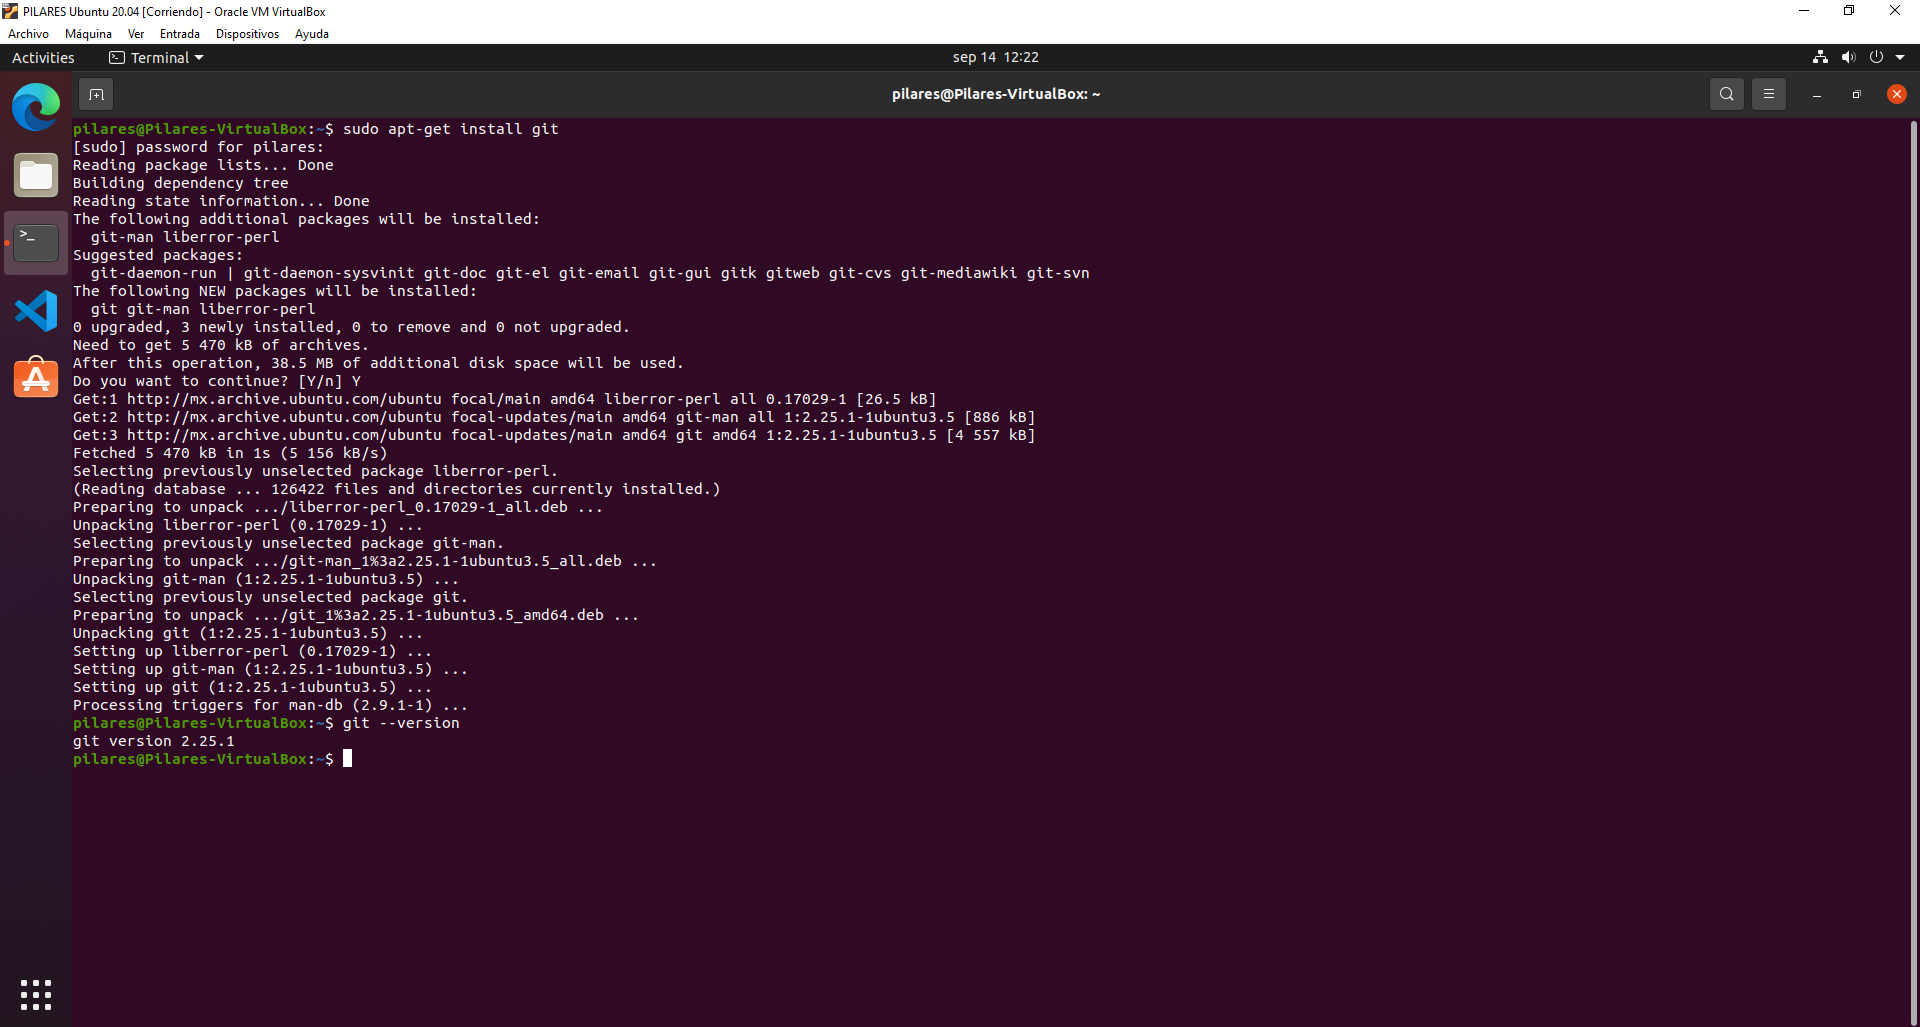 PILARES Ubuntu 20.04 [Corriendo] - Oracle VM VirtualBox
Archivo Máquina Ver Entrada Dispositivos Ayuda
Activities Terminal sep 14 12:22
pilares@Pilares-VirtualBox: ~
pilares@Pilares-VirtualBox:~$ sudo apt-get install git
[sudo] password for pilares:
Reading package lists... Done
Building dependency tree
Reading state information... Done
The following additional packages will be installed:
  git-man liberror-perl
Suggested packages:
  git-daemon-run | git-daemon-sysvinit git-doc git-el git-email git-gui gitk gitweb git-cvs git-mediawiki git-svn
The following NEW packages will be installed:
  git git-man liberror-perl
0 upgraded, 3 newly installed, 0 to remove and 0 not upgraded.
Need to get 5 470 kB of archives.
After this operation, 38.5 MB of additional disk space will be used.
Do you want to continue? [Y/n] Y
Get:1 http://mx.archive.ubuntu.com/ubuntu focal/main amd64 liberror-perl all 0.17029-1 [26.5 kB]
Get:2 http://mx.archive.ubuntu.com/ubuntu focal-updates/main amd64 git-man all 1:2.25.1-1ubuntu3.5 [886 kB]
Get:3 http://mx.archive.ubuntu.com/ubuntu focal-updates/main amd64 git amd64 1:2.25.1-1ubuntu3.5 [4 557 kB]
Fetched 5 470 kB in 1s (5 156 kB/s)
Selecting previously unselected package liberror-perl.
(Reading database ... 126422 files and directories currently installed.)
Preparing to unpack .../liberror-perl_0.17029-1_all.deb ...
Unpacking liberror-perl (0.17029-1) ...
Selecting previously unselected package git-man.
Preparing to unpack .../git-man_1%3a2.25.1-1ubuntu3.5_all.deb ...
Unpacking git-man (1:2.25.1-1ubuntu3.5) ...
Selecting previously unselected package git.
Preparing to unpack .../git_1%3a2.25.1-1ubuntu3.5_amd64.deb ...
Unpacking git (1:2.25.1-1ubuntu3.5) ...
Setting up liberror-perl (0.17029-1) ...
Setting up git-man (1:2.25.1-1ubuntu3.5) ...
Setting up git (1:2.25.1-1ubuntu3.5) ...
Processing triggers for man-db (2.9.1-1) ...
pilares@Pilares-VirtualBox:~$ git --version
git version 2.25.1
pilares@Pilares-VirtualBox:~$